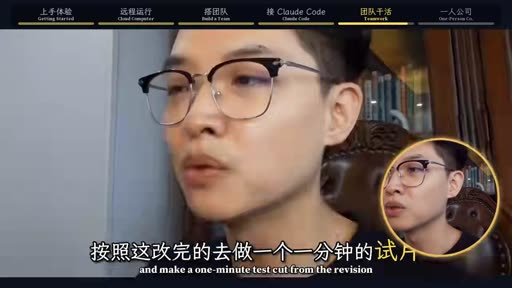 上手体验
Getting Started
远程运行
Cloud Computer
搭团队
Build a Team
接 Claude Code
Claude Code
团队干活
Teamwork
一人公司
One-Person Co.
按照这改完的去做一个一分钟的试片
and make a one-minute test cut from the revision